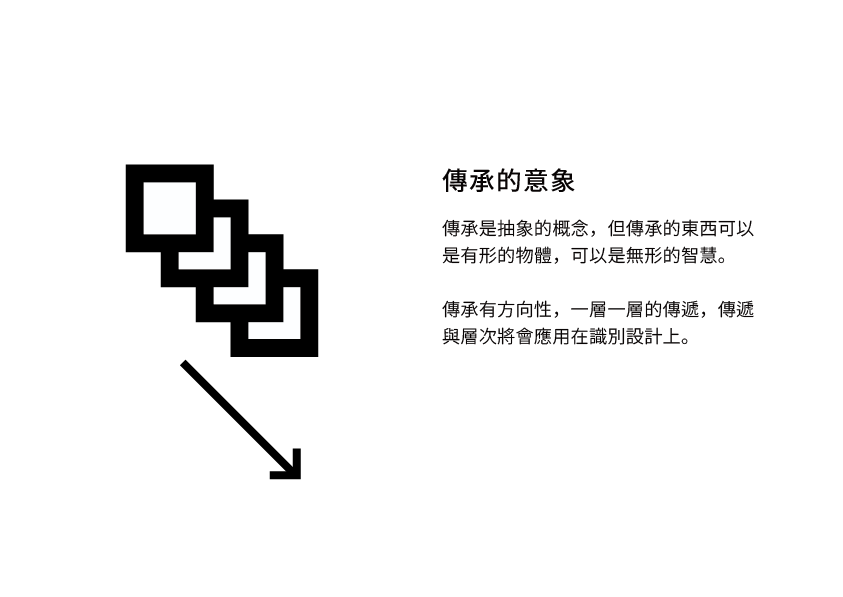 傳承的意象
傳承是抽象的概念，但傳承的東西可以
是有形的物體，可以是無形的智慧。
傳承有方向性，一層一層的傳遞，傳遞
與層次將會應用在識別設計上。